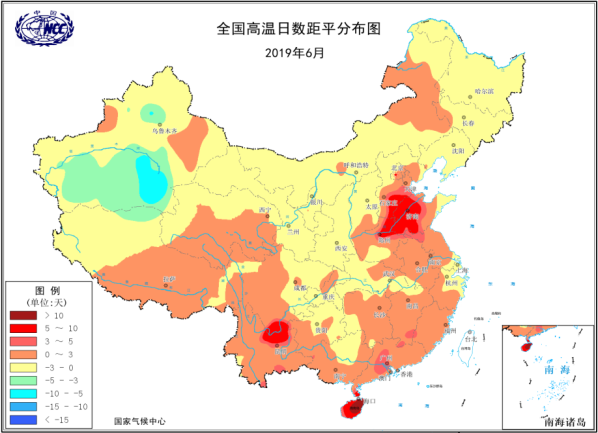 中国
NCC
全国高温日数距平分布图
2019年6月
哈尔滨
长春
沈阳
乌鲁木齐
呼和浩特
北京
天津
银川
太原
石家庄
济南
西宁
兰州
郑州
西安
南京
合肥
上海
拉萨
成都
武汉
杭州
重庆
南昌
长沙
贵阳
福州
昆明
台北
南宁
广州
澳门
香港
海口
图 例
(单位:天)
> 10
5 ~ 10
3 ~ 5
0 ~ 3
-3 ~ 0
-5 ~ -3
-10 ~ -5
-15 ~ -10
< -15
国家气候中心
南 海
南海诸岛